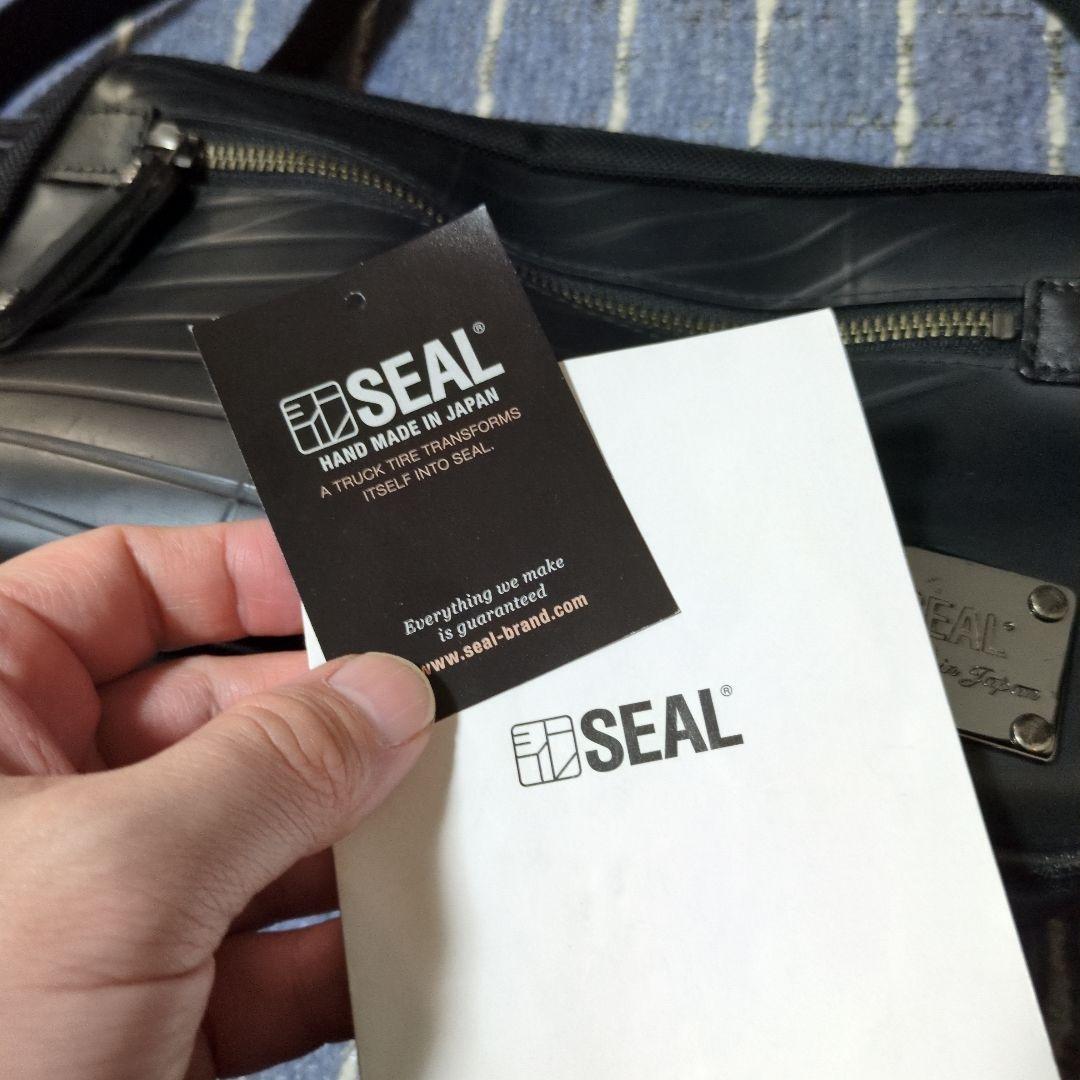 SEAL®
HAND MADE IN JAPAN
A TRUCK TIRE TRANSFORMS
ITSELF INTO SEAL.
Everything we make
is guaranteed
www.seal-brand.com
SEAL®
SEAL
in Japan